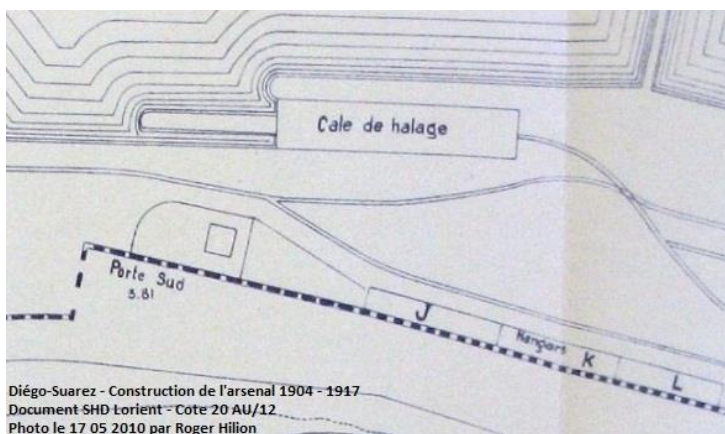 Cale de halage
Porte Sud
3.81
J
Hangars
K
L
Diégo-Suarez - Construction de l'arsenal 1904 - 1917
Document SHD Lorient - Cote 20 AU/12
Photo le 17 05 2010 par Roger Hilion